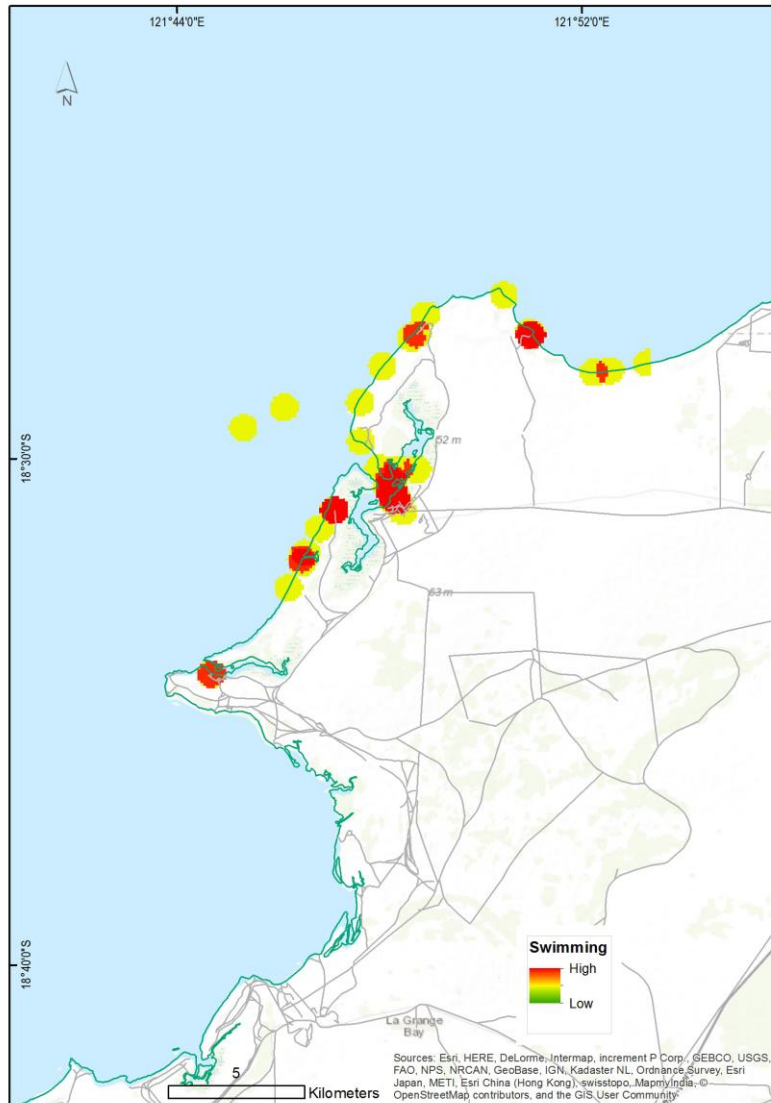 121°44'0"E
121°52'0"E
N
18°30'0"S
52 m
63 m
18°40'0"S
Swimming
High
Low
La Grange
Bay
5
Kilometers
Sources: Esri, HERE, DeLorme, Intermap, increment P Corp., GEBCO, USGS,
FAO, NPS, NRCAN, GeoBase, IGN, Kadaster NL, Ordnance Survey, Esri
Japan, METI, Esri China (Hong Kong), swisstopo, MapmyIndia, ©
OpenStreetMap contributors, and the GIS User Community